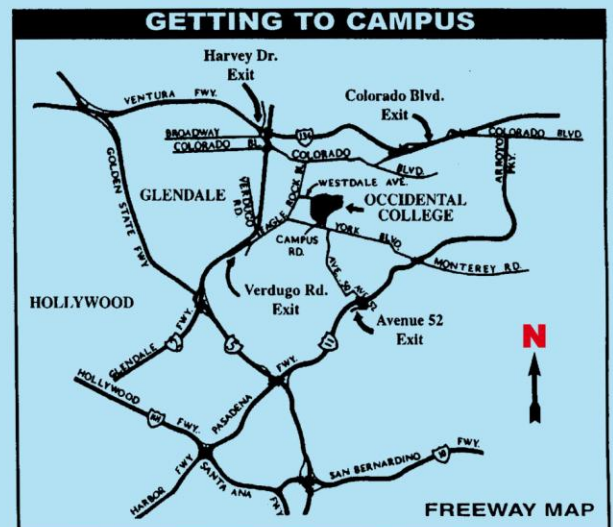 GETTING TO CAMPUS
Harvey Dr.
Exit
VENTURA FWY.
Colorado Blvd.
Exit
134
BROADWAY
COLORADO BL.
COLORADO BLVD.
COLORADO BLVD.
ARROYO PKY.
GOLDEN STATE FWY
GLENDALE
VERDUGO RD.
EAGLE ROCK BL.
WESTDALE AVE.
OCCIDENTAL
COLLEGE
CAMPUS
RD.
YORK BLVD
MONTEREY RD.
AVE. 50
AVE 52
HOLLYWOOD
Verdugo Rd.
Exit
Avenue 52
Exit
N
GLENDALE FWY.
2
5
11
HOLLYWOOD FWY.
PASADENA FWY.
HARBOR FWY
SANTA ANA FWY
SAN BERNARDINO FWY.
10
FREEWAY MAP